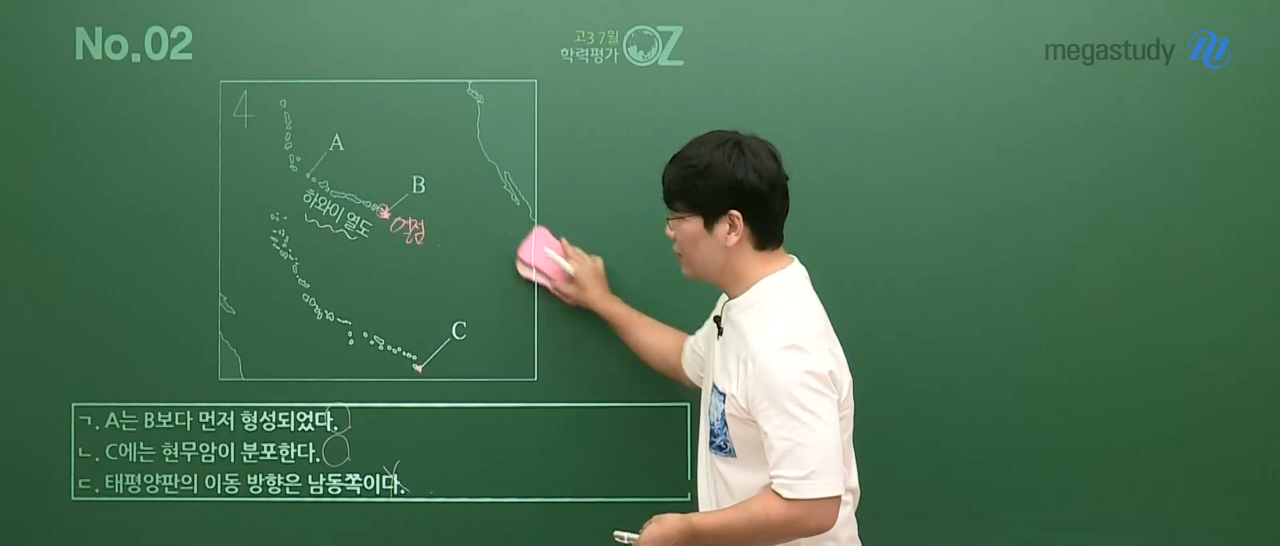 No.02
고3 7월
학력평가 OZ
megastudy M
4
A
B
하와이 열도
열점
C
ㄱ. A는 B보다 먼저 형성되었다.
ㄴ. C에는 현무암이 분포한다.
ㄷ. 태평양판의 이동 방향은 남동쪽이다.